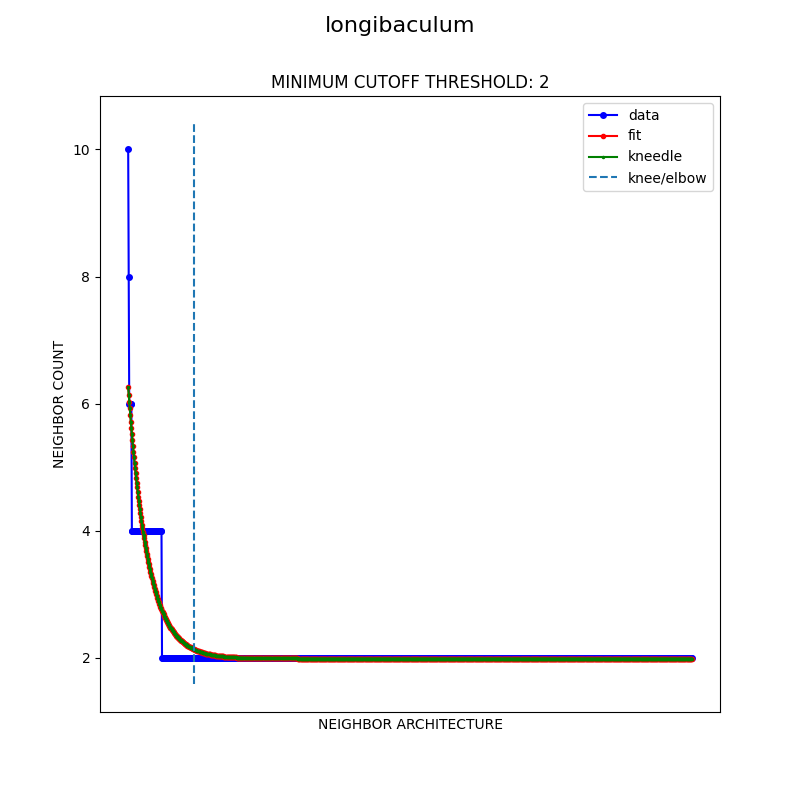 longibaculum
MINIMUM CUTOFF THRESHOLD: 2
data
fit
kneedle
knee/elbow
10
8
6
4
2
NEIGHBOR COUNT
NEIGHBOR ARCHITECTURE